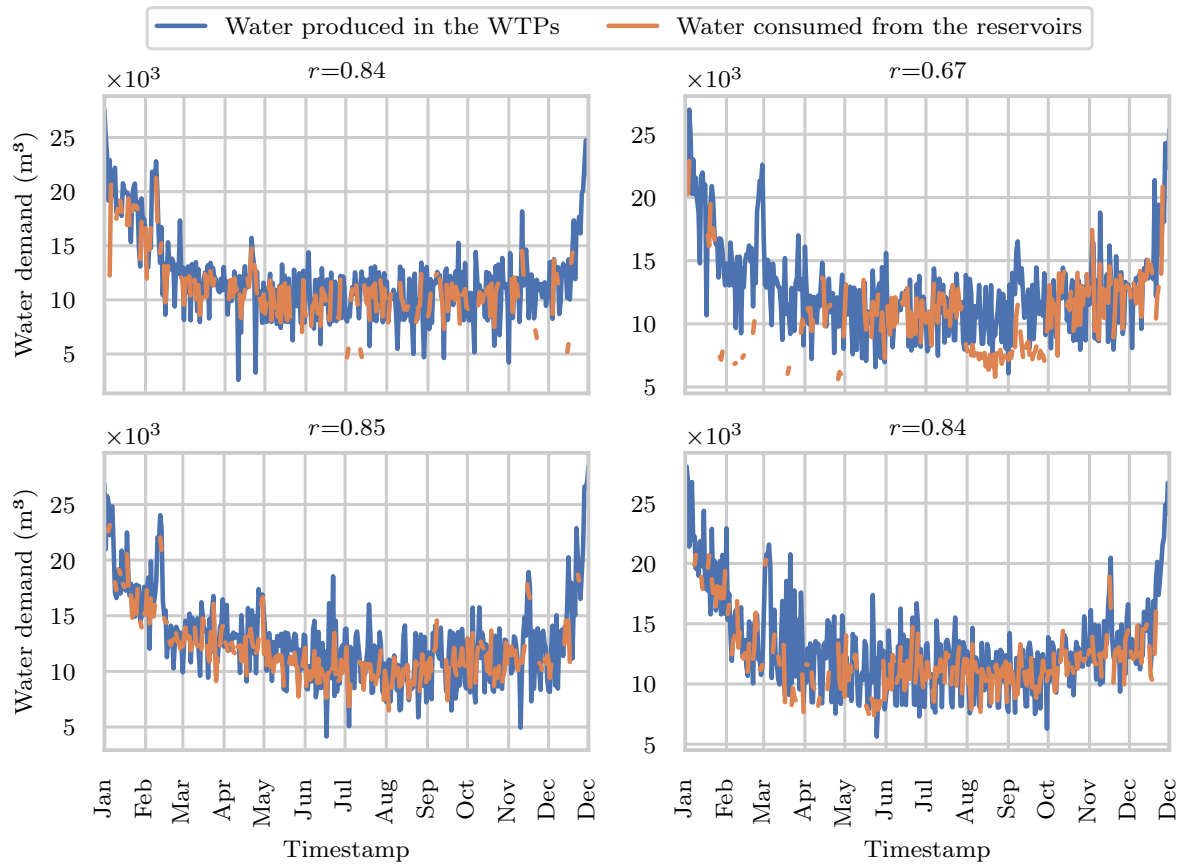 Water produced in the WTPs Water consumed from the reservoirs
×10³ r=0.84
Water demand (m³)
25
20
15
10
5
×10³ r=0.67
25
20
15
10
5
×10³ r=0.85
Water demand (m³)
25
20
15
10
5
Jan Feb Mar Apr May Jun Jul Aug Sep Oct Nov Dec Dec
Timestamp
×10³ r=0.84
25
20
15
10
5
Jan Feb Mar Apr May Jun Jul Aug Sep Oct Nov Dec Dec
Timestamp